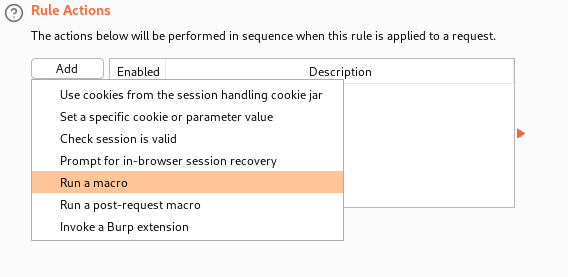 Rule Actions
The actions below will be performed in sequence when this rule is applied to a request.
Add
Enabled
Description
Use cookies from the session handling cookie jar
Set a specific cookie or parameter value
Check session is valid
Prompt for in-browser session recovery
Run a macro
Run a post-request macro
Invoke a Burp extension